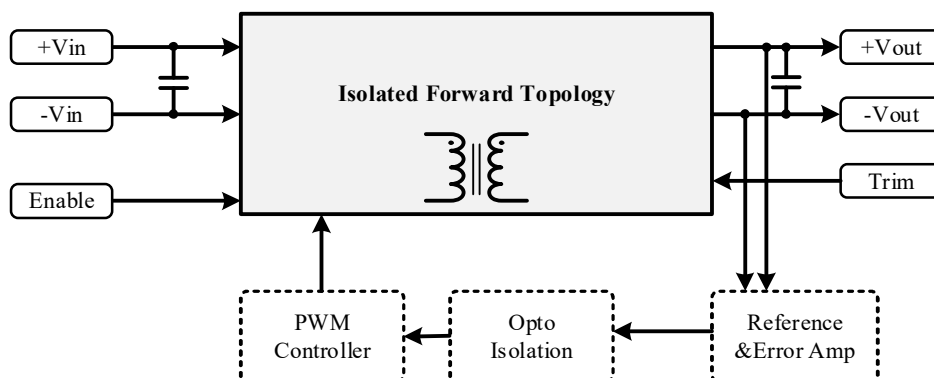 +Vin
-Vin
Enable
Isolated Forward Topology
+Vout
-Vout
Trim
PWM
Controller
Opto
Isolation
Reference
&Error Amp